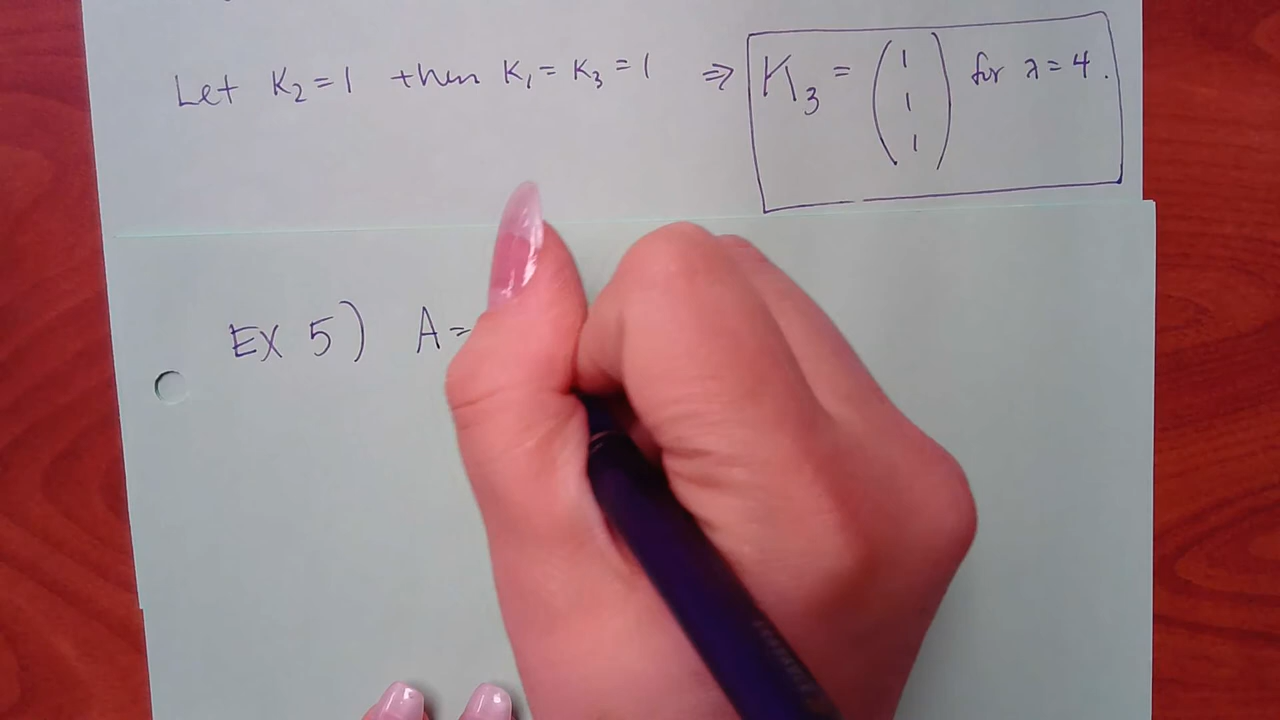 Let K₂ = 1 then K₁ = K₃ = 1 ⇒ K₃ = (1 1 1) for λ = 4.
EX 5) A =